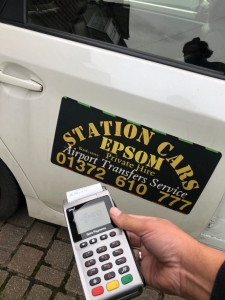 STATION CARS
EPSOM
Private Hire
Airport Transfers Service
01372 610 777